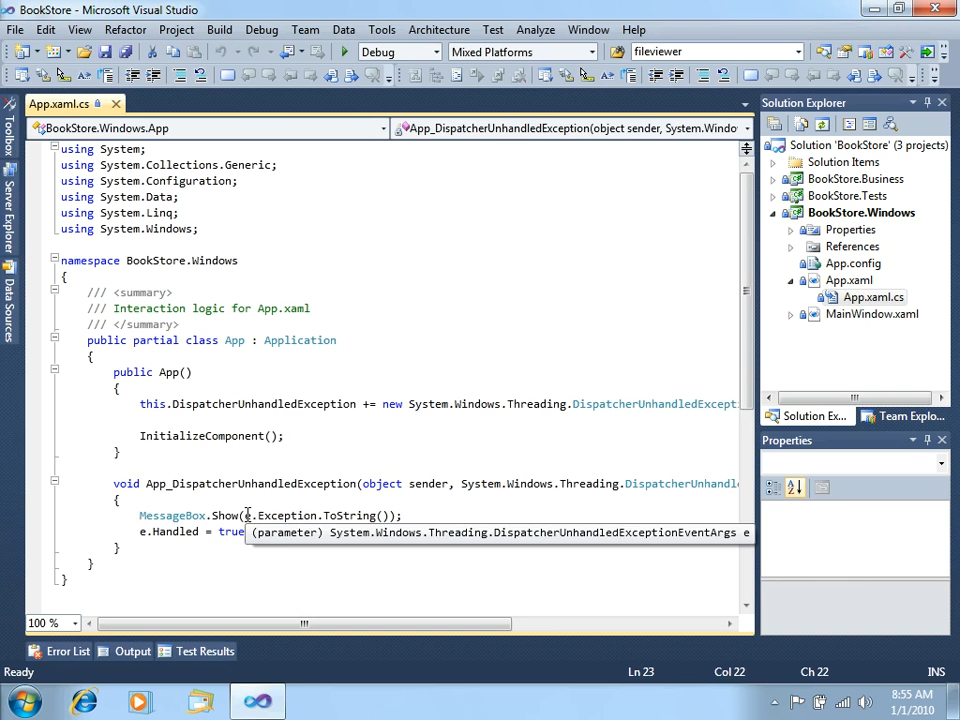 BookStore - Microsoft Visual Studio
File Edit View Refactor Project Build Debug Team Data Tools Architecture Test Analyze Window Help
Debug Mixed Platforms fileviewer
App.xaml.cs
BookStore.Windows.App App_DispatcherUnhandledException(object sender, System.Windo
Toolbox
Server Explorer
Data Sources
using System;
using System.Collections.Generic;
using System.Configuration;
using System.Data;
using System.Linq;
using System.Windows;
namespace BookStore.Windows
{
/// <summary>
/// Interaction logic for App.xaml
/// </summary>
public partial class App : Application
{
public App()
{
this.DispatcherUnhandledException += new System.Windows.Threading.DispatcherUnhandledExcepti
InitializeComponent();
}
void App_DispatcherUnhandledException(object sender, System.Windows.Threading.DispatcherUnhandl
{
MessageBox.Show(e.Exception.ToString());
e.Handled = true
(parameter) System.Windows.Threading.DispatcherUnhandledExceptionEventArgs e
}
}
}
100 %
Solution Explorer
Solution 'BookStore' (3 projects)
Solution Items
BookStore.Business
BookStore.Tests
BookStore.Windows
Properties
References
App.config
App.xaml
App.xaml.cs
MainWindow.xaml
Solution Ex... Team Explo...
Properties
Error List Output Test Results
Ready Ln 23 Col 22 Ch 22 INS
8:55 AM
1/1/2010